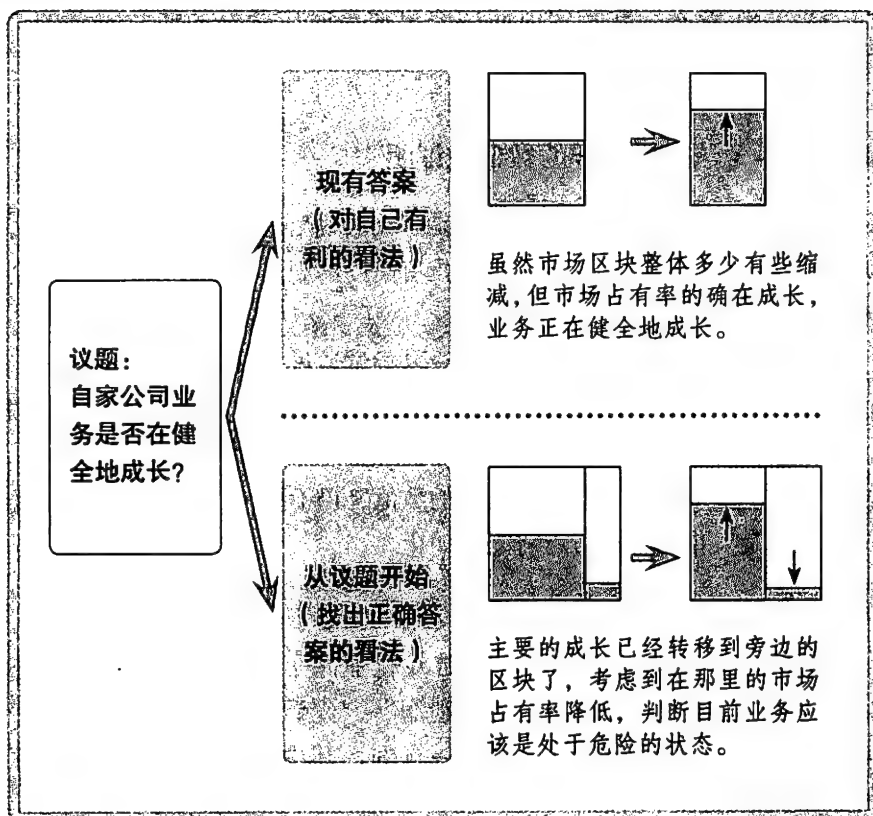 现有答案
(对自己有
利的看法)
虽然市场区块整体多少有些缩
减,但市场占有率的确在成长,
业务正在健全地成长。
议题:
自家公司业
务是否在健
全地成长?
从议题开始
(找出正确答
案的看法)
主要的成长已经转移到旁边的
区块了,考虑到在那里的市场
占有率降低,判断目前业务应
该是处于危险的状态。